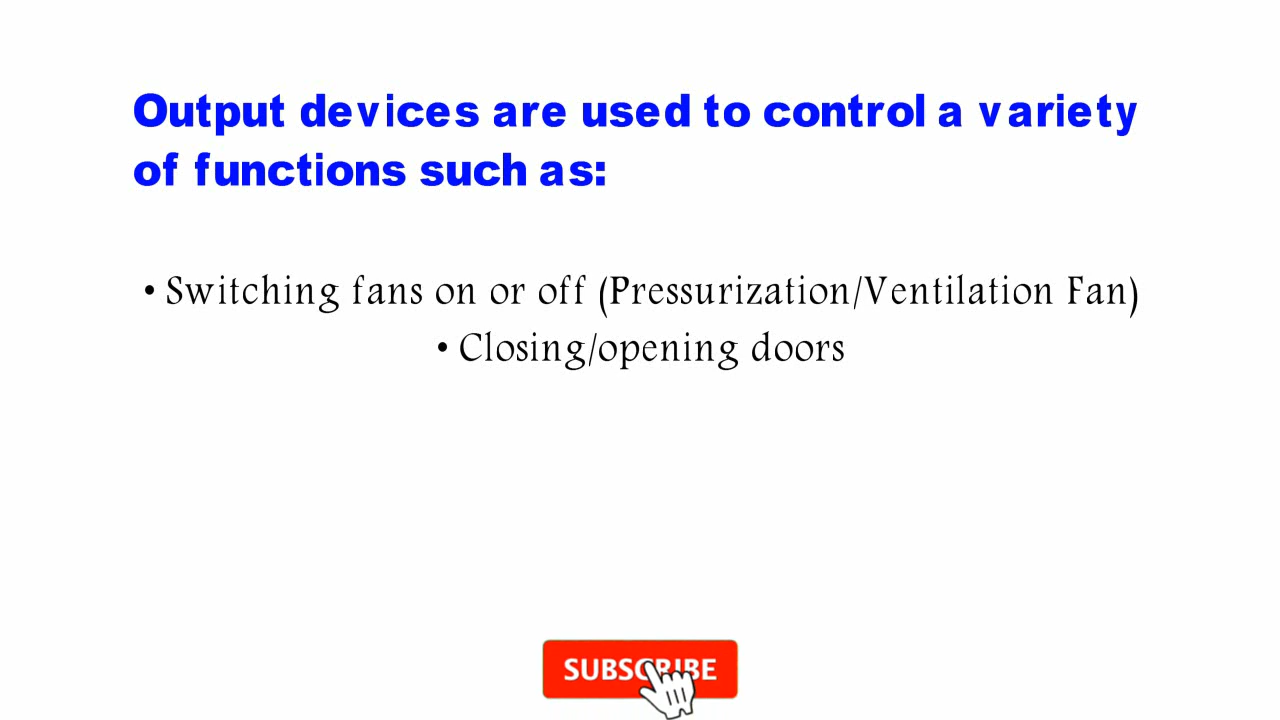 Output devices are used to control a variety
of functions such as:
• Switching fans on or off (Pressurization/Ventilation Fan)
• Closing/opening doors
SUBSCRIBE